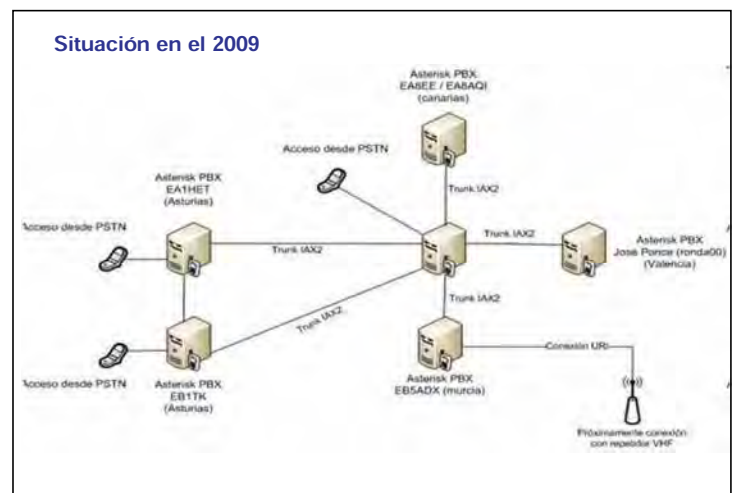 Situación en el 2009
Asterisk PBX
EA8EE / EA8AQI
(canarias)
Acceso desde PSTN
Trunk IAX2
Asterisk PBX
EA1HET
(Asturias)
Acceso desde PSTN
Trunk IAX2
Trunk IAX2
Asterisk PBX
José Ponce (ronda00)
(Valencia)
Trunk IAX2
Trunk IAX2
Acceso desde PSTN
Asterisk PBX
EB1TK
(Asturias)
Asterisk PBX
EB5ADX (murcia)
Conexión URI
Próximamente conexión
con repetidor VHF